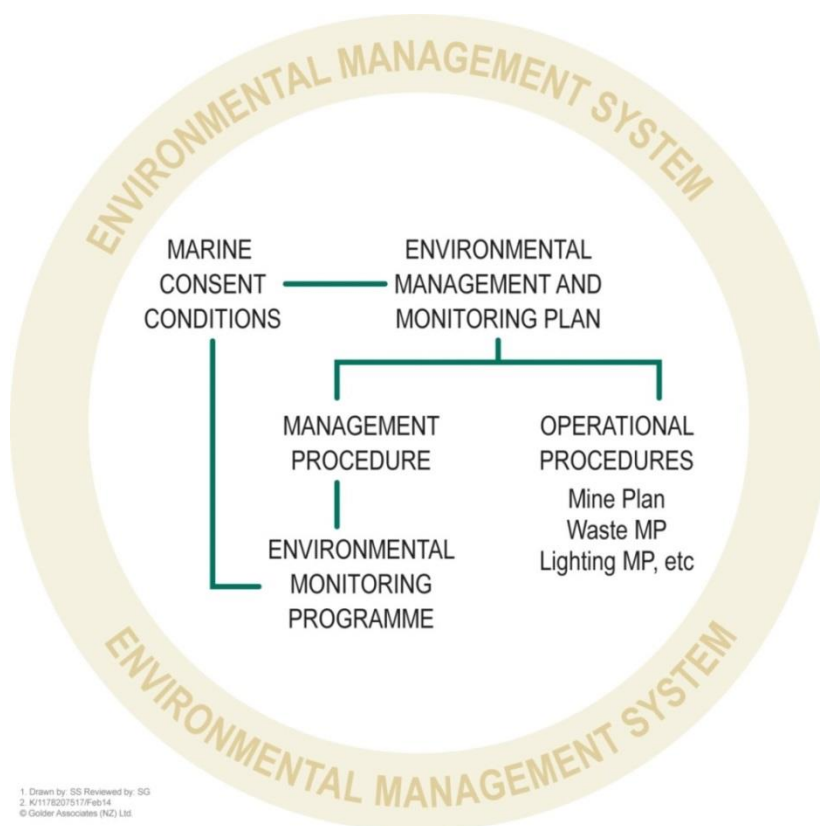 ENVIRONMENTAL MANAGEMENT SYSTEM
MARINE
CONSENT
CONDITIONS
ENVIRONMENTAL
MANAGEMENT AND
MONITORING PLAN
MANAGEMENT
PROCEDURE
OPERATIONAL
PROCEDURES
Mine Plan
Waste MP
Lighting MP, etc
ENVIRONMENTAL
MONITORING
PROGRAMME
ENVIRONMENTAL MANAGEMENT SYSTEM
1. Drawn by: SS Reviewed by: SG
2. K/1178207517/Feb14
© Golder Associates (NZ) Ltd.